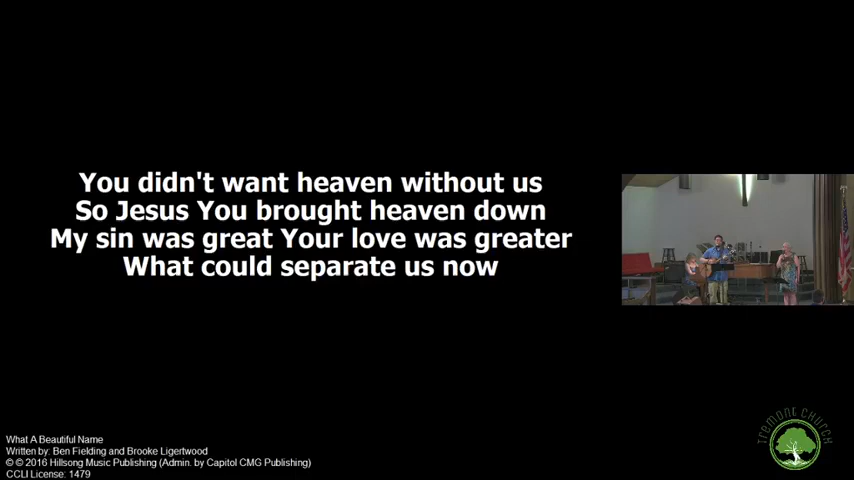 You didn't want heaven without us
So Jesus You brought heaven down
My sin was great Your love was greater
What could separate us now
TREMONT CHURCH
What A Beautiful Name
Written by: Ben Fielding and Brooke Ligertwood
© © 2016 Hillsong Music Publishing (Admin. by Capitol CMG Publishing)
CCLI License: 1479